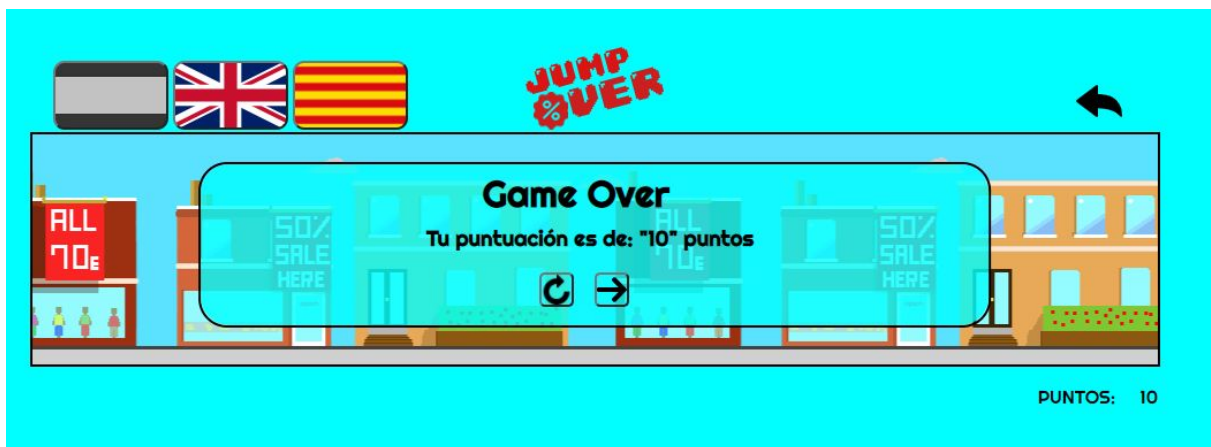 JUMP
OVER
ALL
70E
50%
SALE
HERE
Game Over
Tu puntuación es de: "10" puntos
ALL
70E
50%
SALE
HERE
PUNTOS: 10